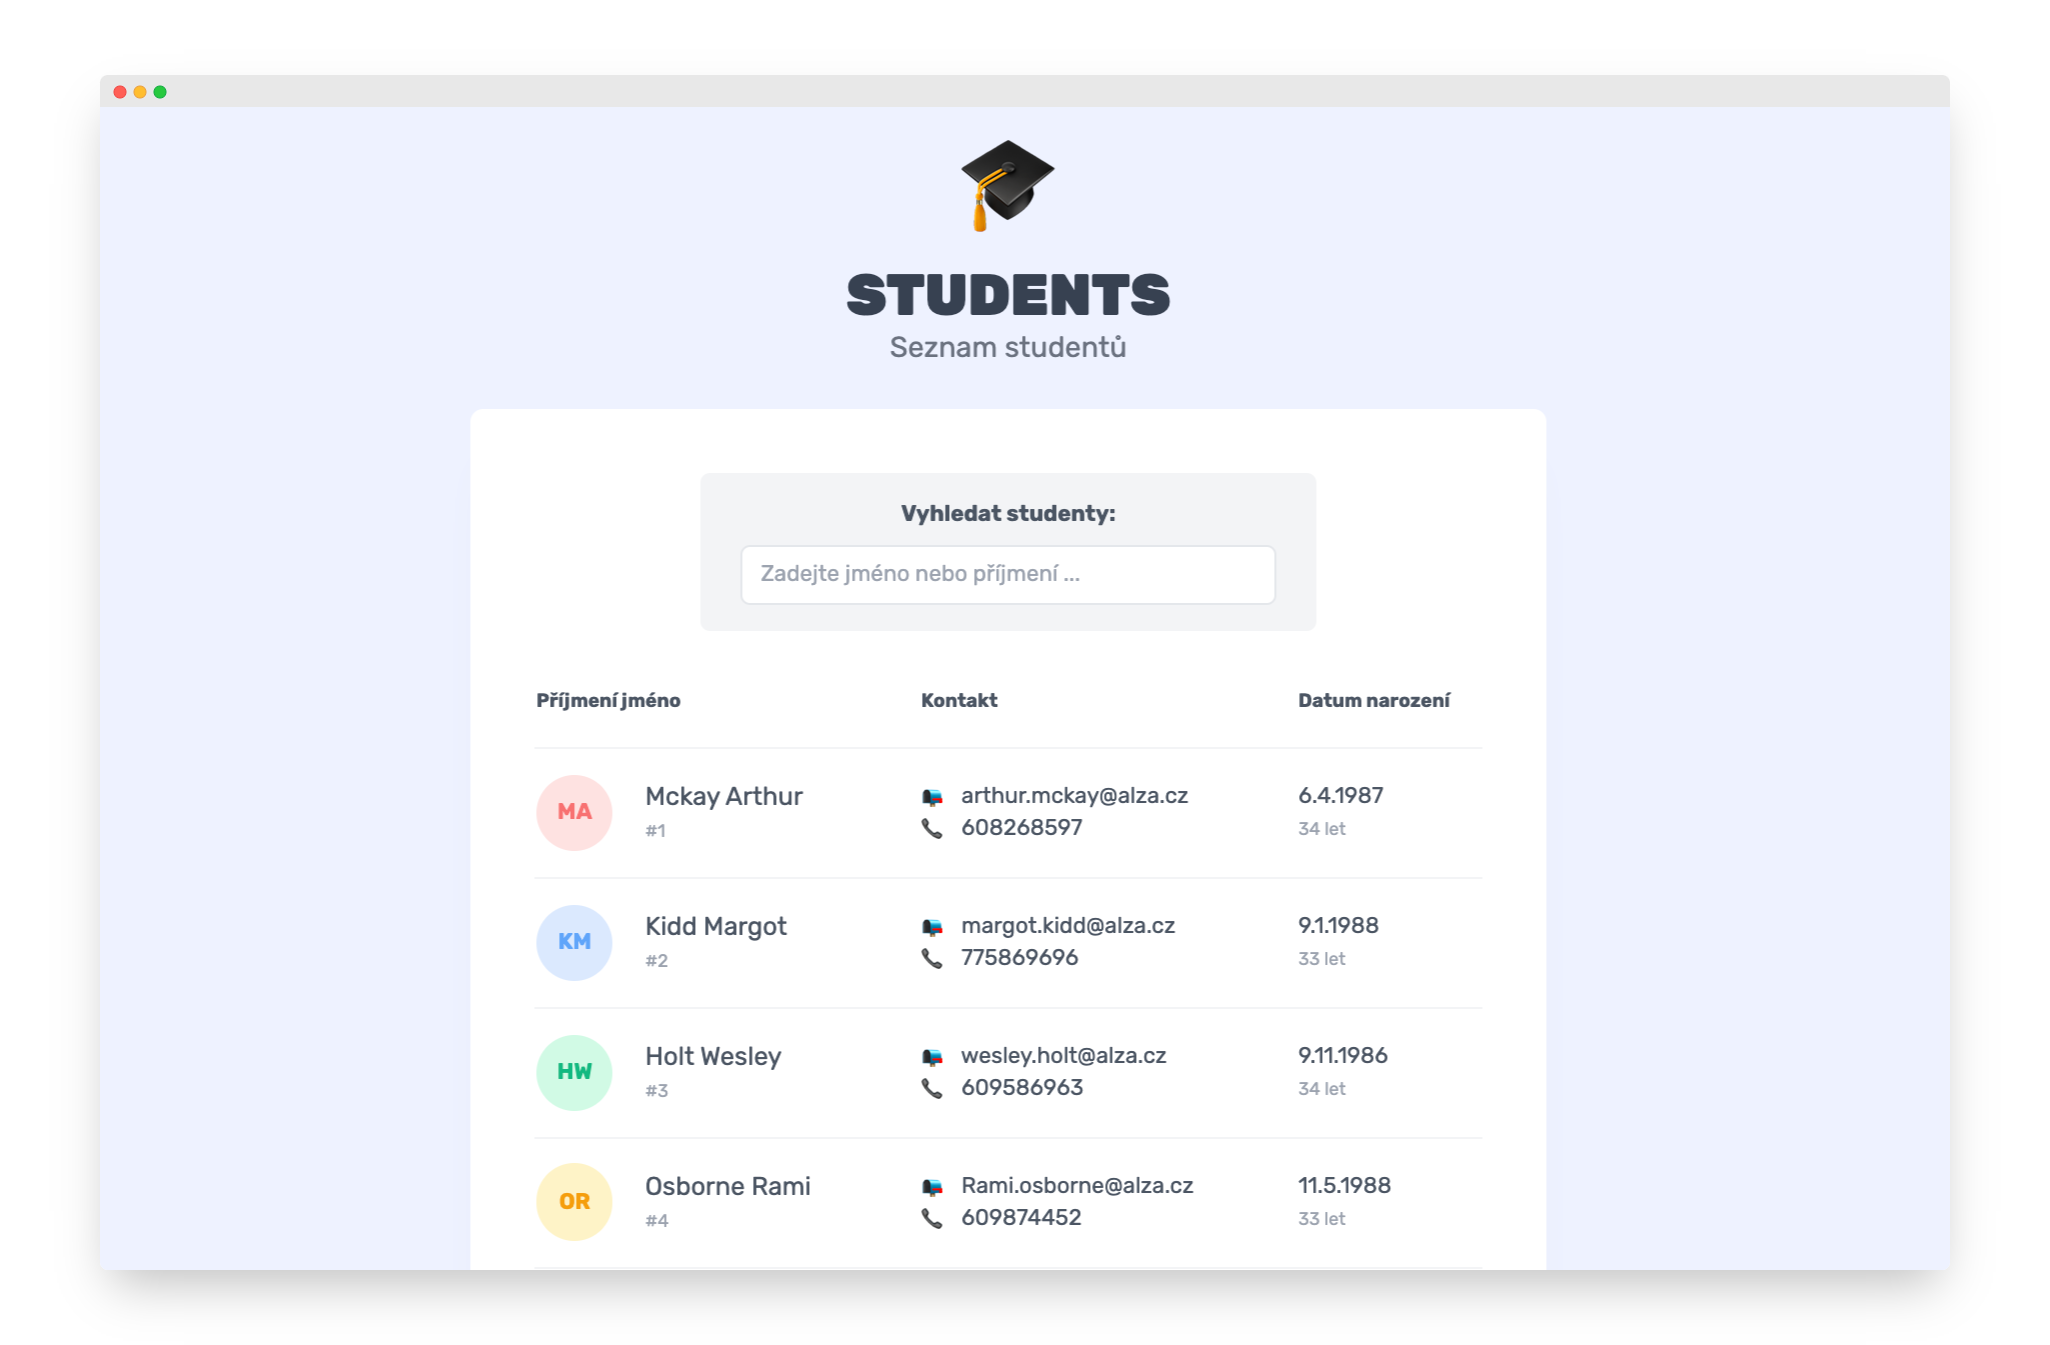 STUDENTS
Seznam studentů
Vyhledat studenty:
Zadejte jméno nebo příjmení ...
Příjmení jméno Kontakt Datum narození
MA Mckay Arthur arthur.mckay@alza.cz 6.4.1987
#1 608268597 34 let
KM Kidd Margot margot.kidd@alza.cz 9.1.1988
#2 775869696 33 let
HW Holt Wesley wesley.holt@alza.cz 9.11.1986
#3 609586963 34 let
OR Osborne Rami Rami.osborne@alza.cz 11.5.1988
#4 609874452 33 let